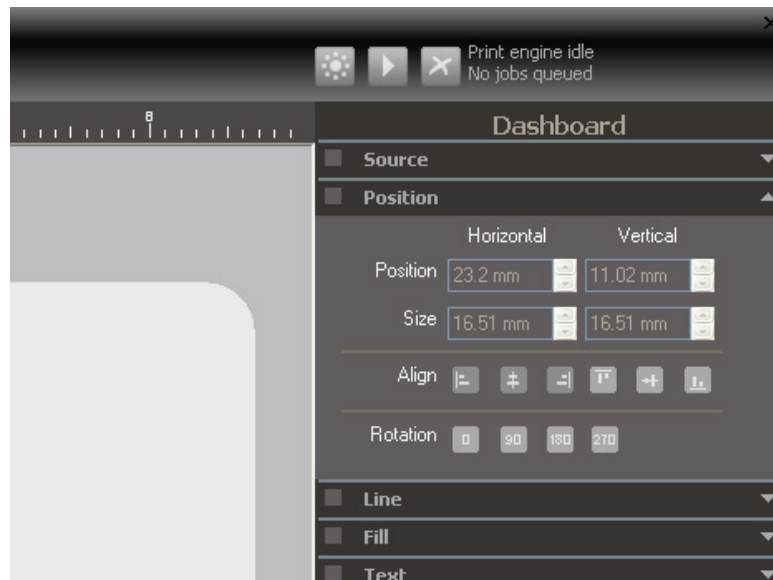 Print engine idle
No jobs queued
8
Dashboard
Source
Position
Horizontal Vertical
Position 23.2 mm 11.02 mm
Size 16.51 mm 16.51 mm
Align
Rotation 0 90 180 270
Line
Fill
Text